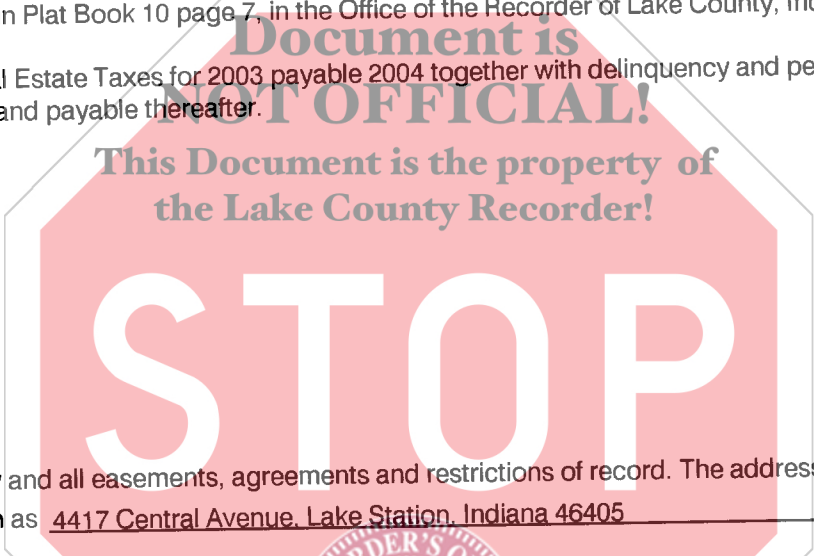 n Plat Book 10 page 7, in the Office of the Recorder of Lake County,
Document is
Estate Taxes for 2003 payable 2004 together with delinquency and
NOT OFFICIAL!
and payable thereafter.
This Document is the property of
the Lake County Recorder!
STOP
and all easements, agreements and restrictions of record. The address
as 4417 Central Avenue, Lake Station, Indiana 46405